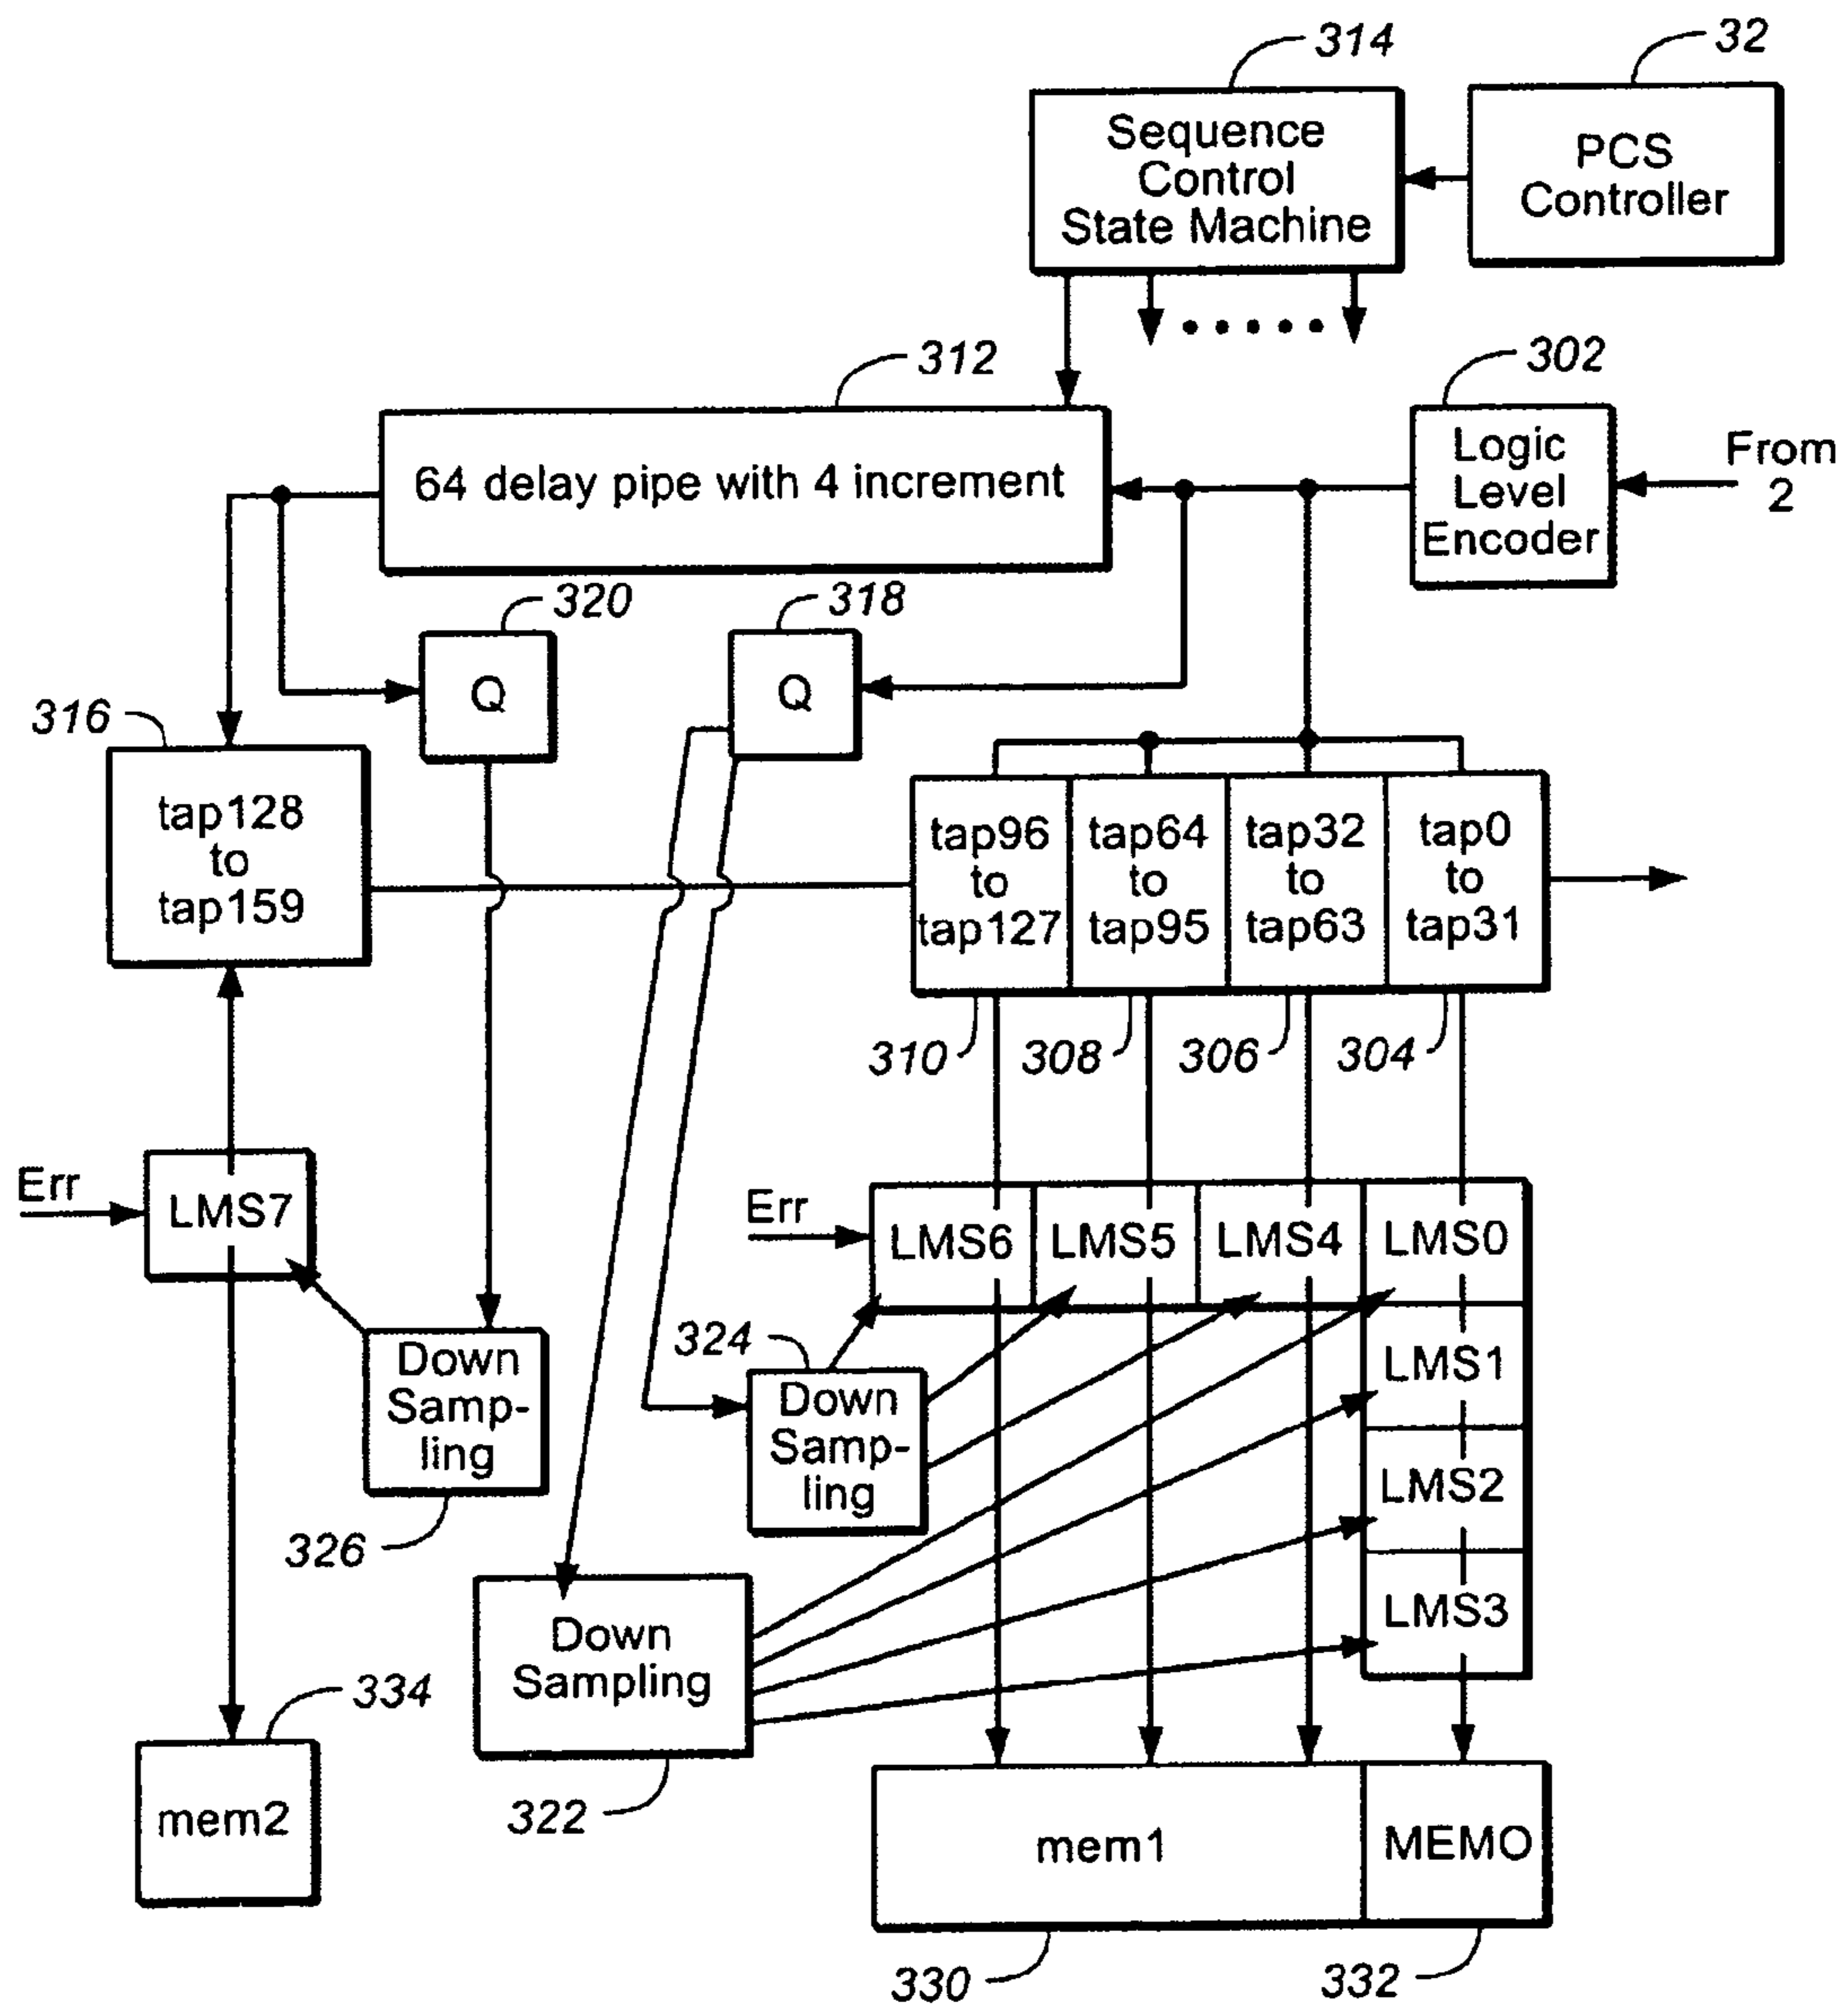 314
32
Sequence
Control
State Machine
PCS
Controller
312
302
64 delay pipe with 4 increment
Logic
Level
Encoder
From
2
320
318
Q
Q
316
tap128
to
tap159
tap96
to
tap127
tap64
to
tap95
tap32
to
tap63
tap0
to
tap31
310
308
306
304
Err
LMS7
Err
LMS6
LMS5
LMS4
LMS0
LMS1
LMS2
LMS3
324
Down
Samp-
ling
326
Down
Samp-
ling
Down
Sampling
322
334
mem2
mem1
MEMO
330
332